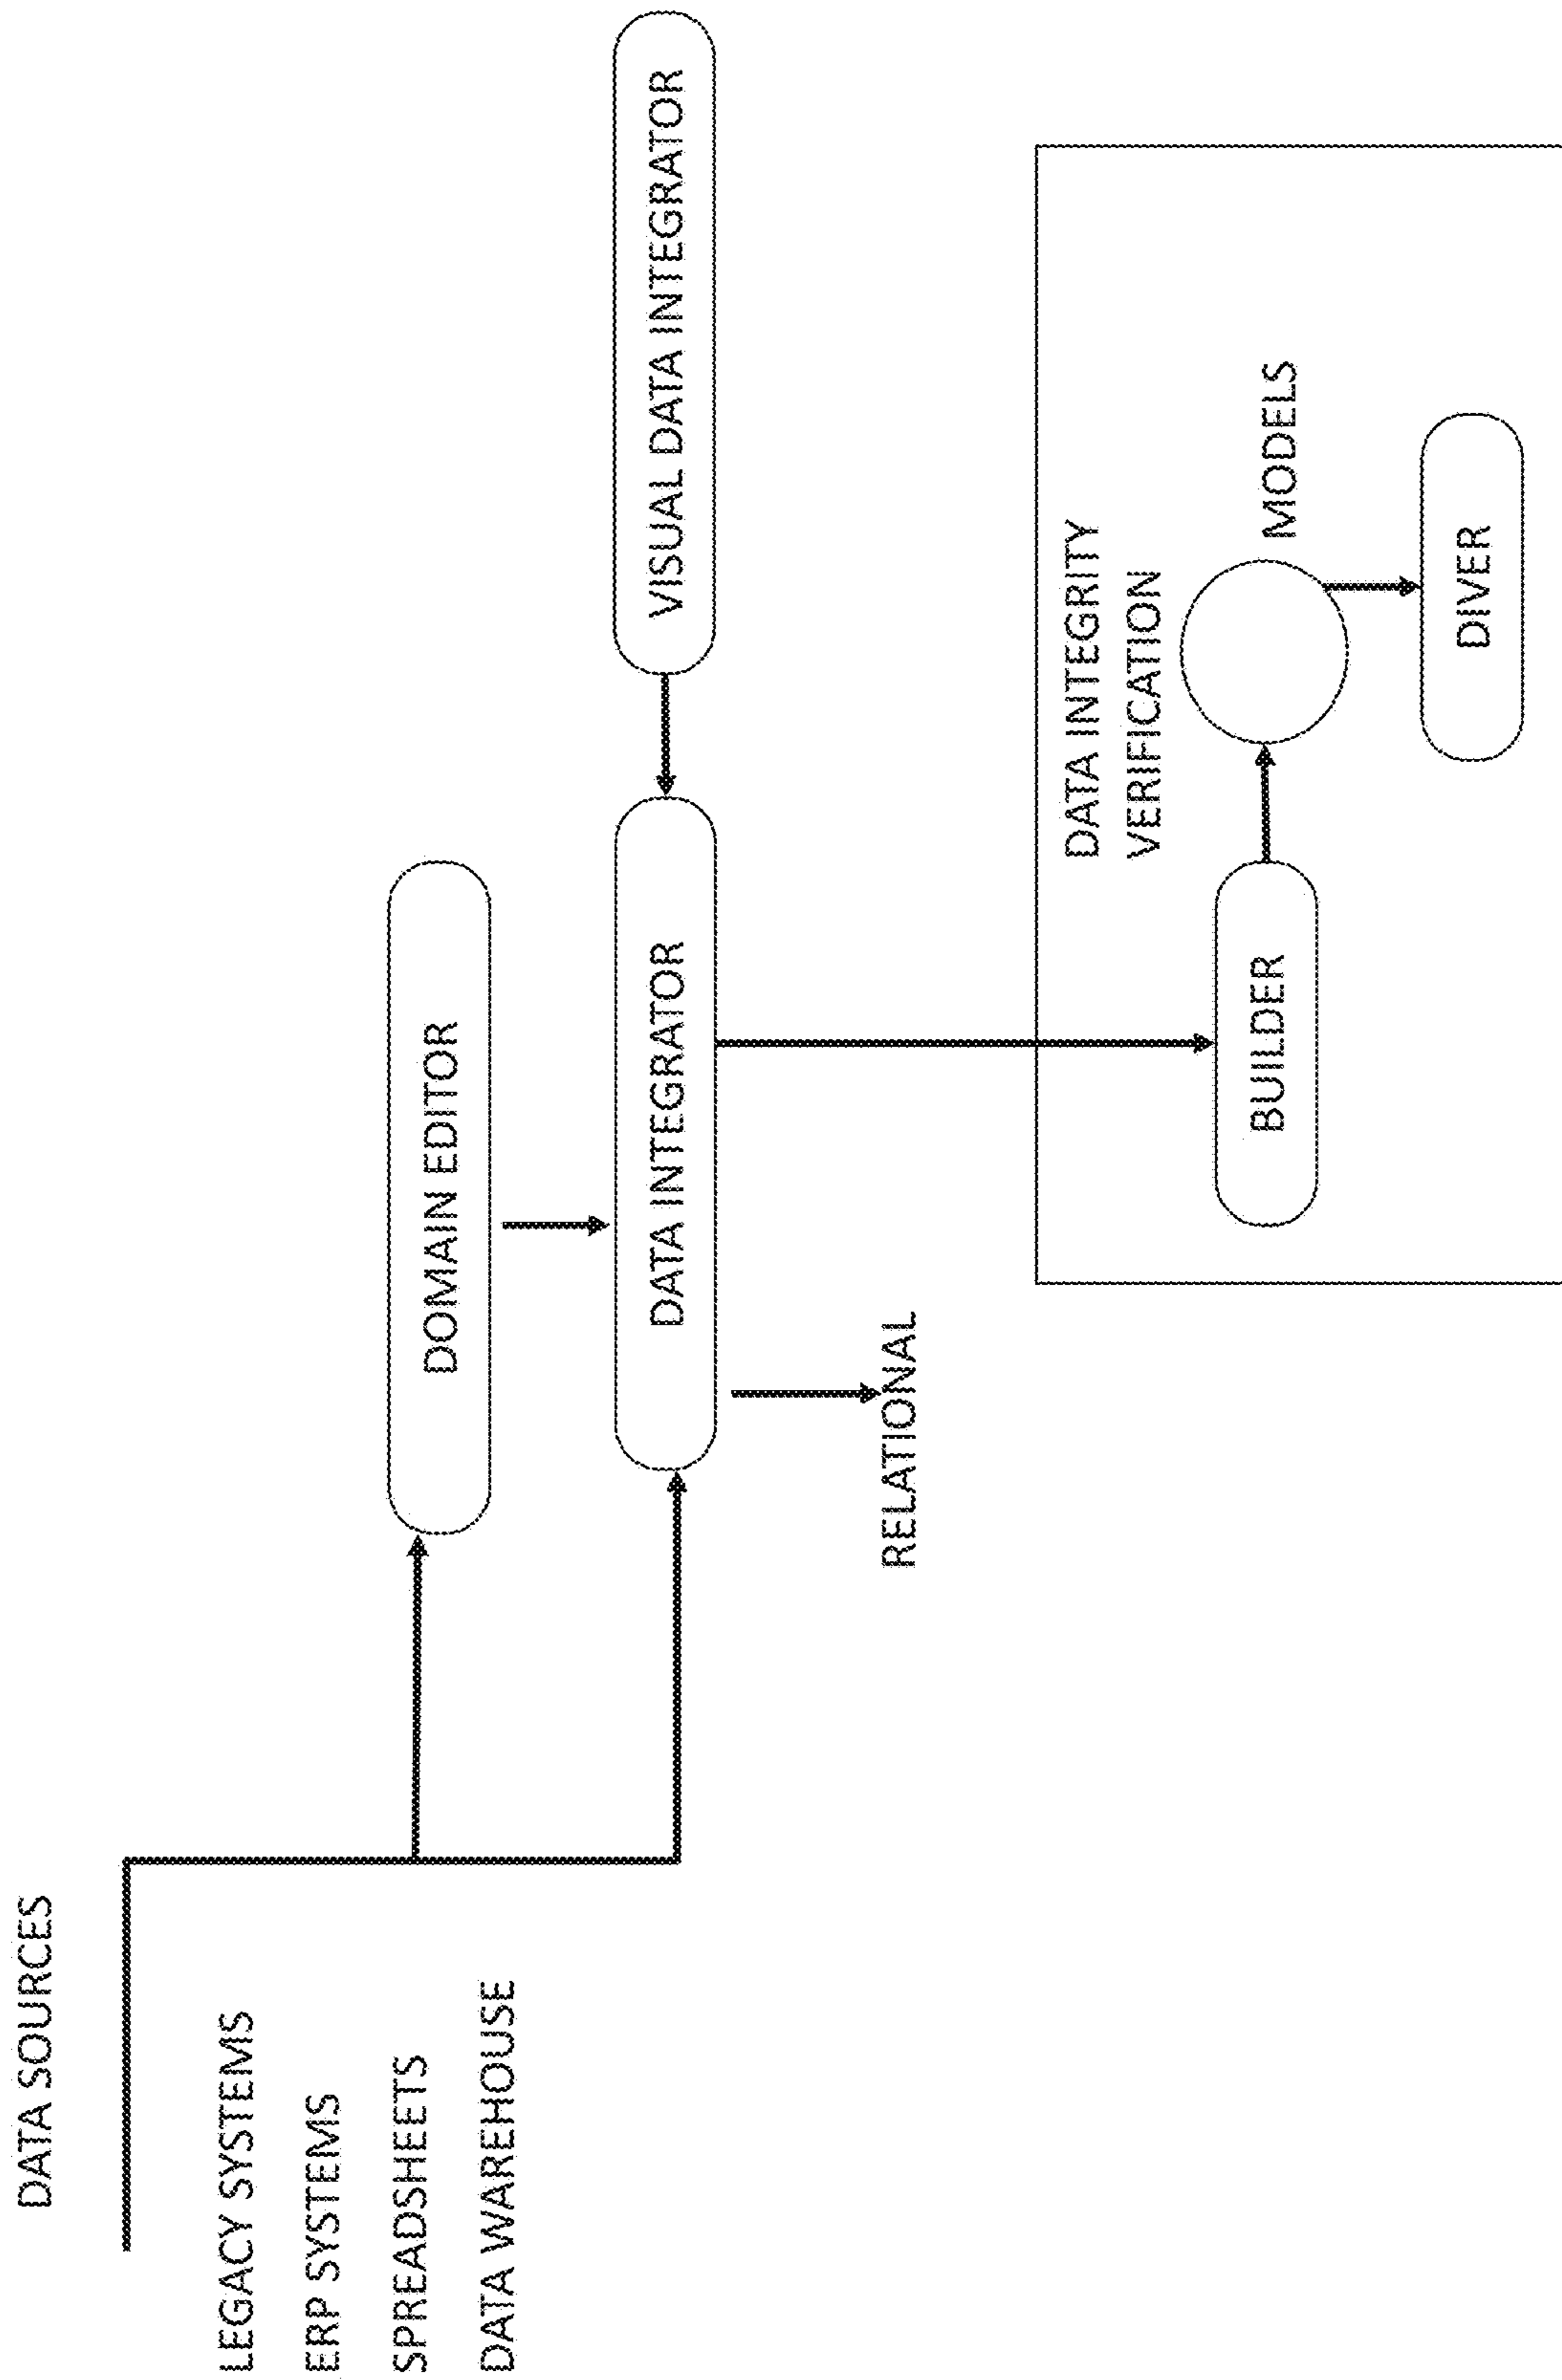 DATA SOURCES
LEGACY SYSTEMS
ERP SYSTEMS
SPREADSHEETS
DATA WAREHOUSE
DOMAIN EDITOR
DATA INTEGRATOR
VISUAL DATA INTEGRATOR
RELATIONAL
DATA INTEGRITY
VERIFICATION
BUILDER
MODELS
DIVER